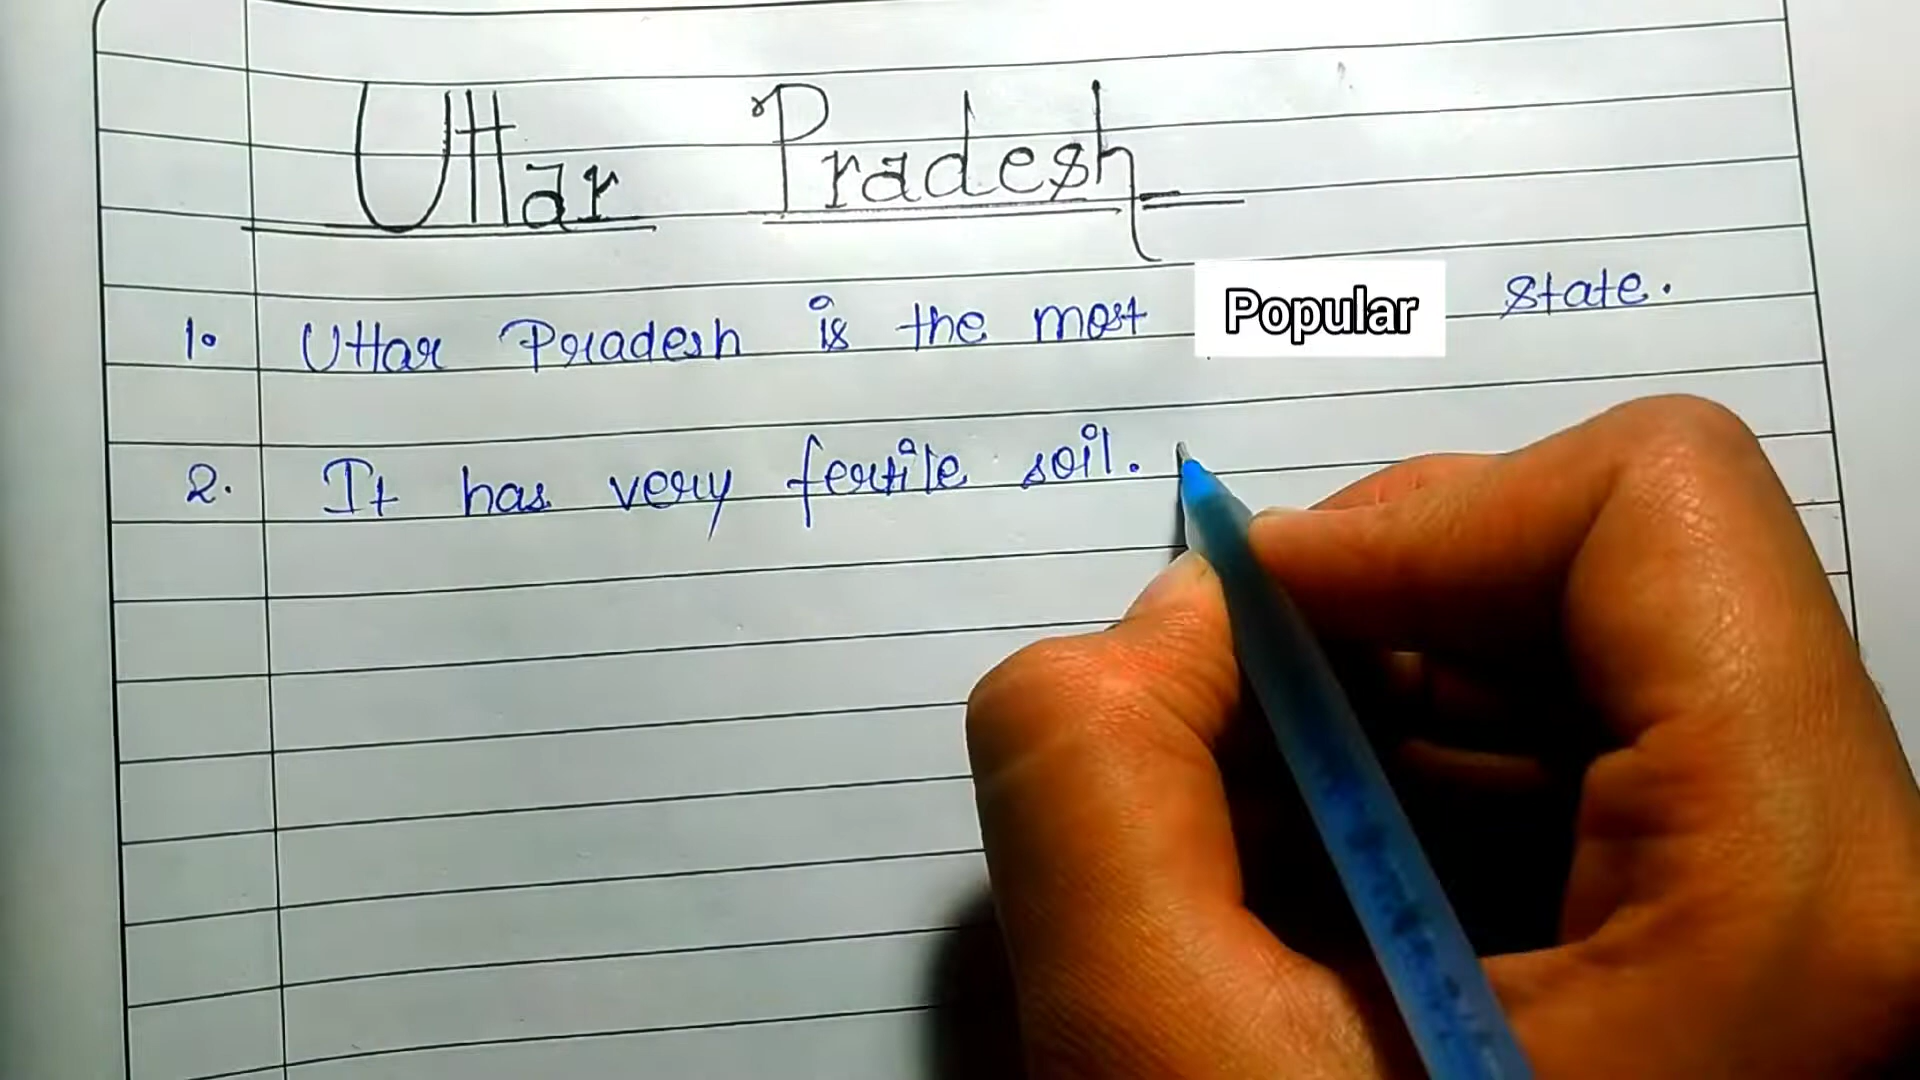 Uttar Pradesh
1. Uttar Pradesh is the most Popular state.
2. It has very fertile soil.